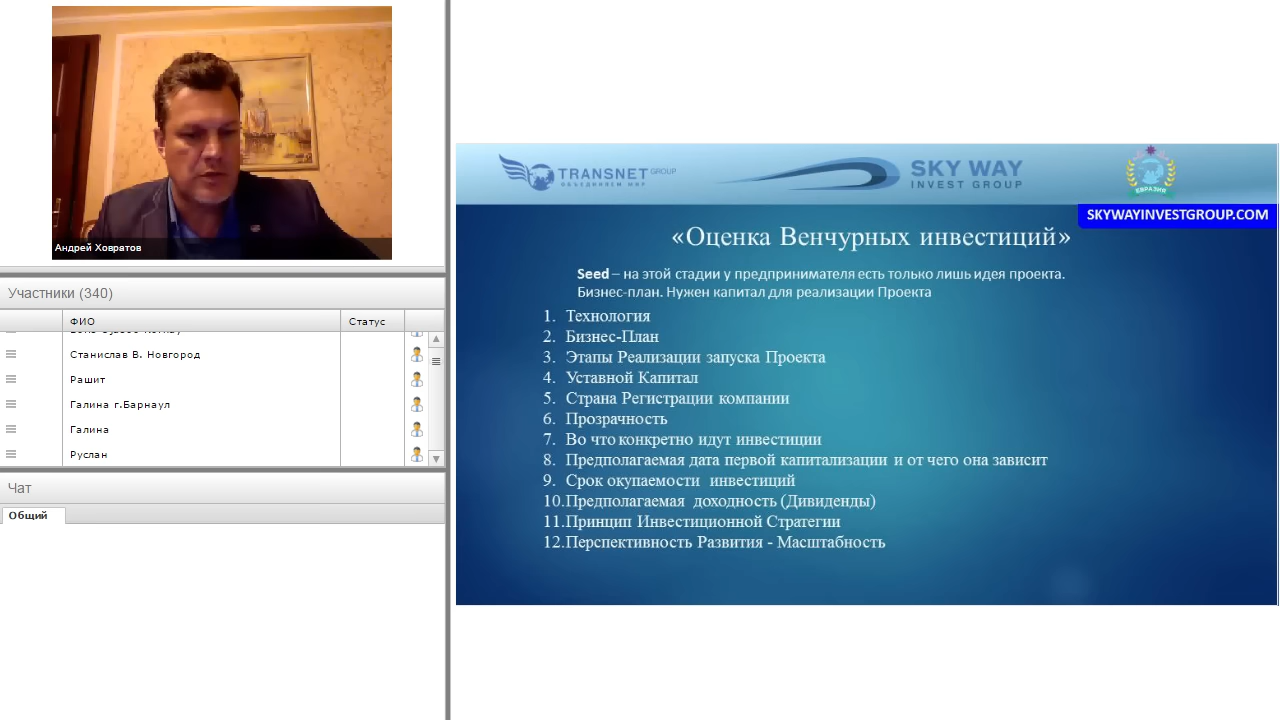 Андрей Ховратов
Участники (340)
ФИО
Статус
Станислав В. Новгород
Рашит
Галина г.Барнаул
Галина
Руслан
Чат
Общий
TRANSNET GROUP
ОБЪЕДИНЯЕМ МИР
SKY WAY
INVEST GROUP
ЕВРАЗИЯ
SKYWAYINVESTGROUP.COM
«Оценка Венчурных инвестиций»
Seed – на этой стадии у предпринимателя есть только лишь идея проекта.
Бизнес-план. Нужен капитал для реализации Проекта
1. Технология
2. Бизнес-План
3. Этапы Реализации запуска Проекта
4. Уставной Капитал
5. Страна Регистрации компании
6. Прозрачность
7. Во что конкретно идут инвестиции
8. Предполагаемая дата первой капитализации и от чего она зависит
9. Срок окупаемости инвестиций
10.Предполагаемая доходность (Дивиденды)
11.Принцип Инвестиционной Стратегии
12.Перспективность Развития - Масштабность